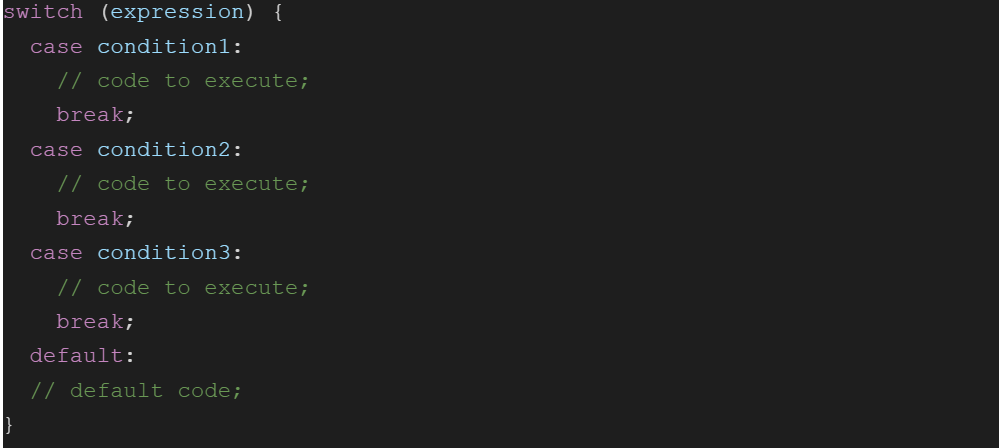 switch (expression) {
  case condition1:
    // code to execute;
    break;
  case condition2:
    // code to execute;
    break;
  case condition3:
    // code to execute;
    break;
  default:
  // default code;
}